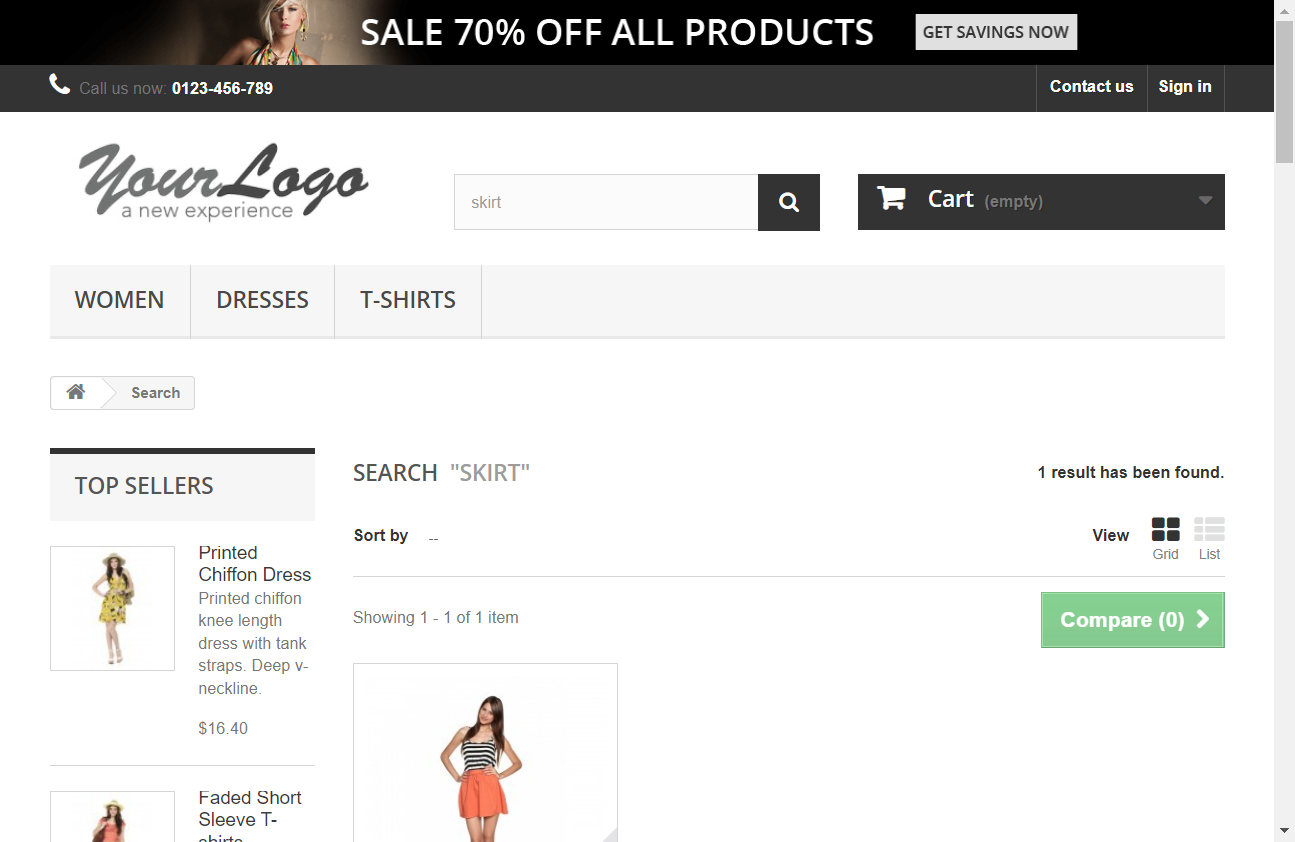 SALE 70% OFF ALL PRODUCTS
GET SAVINGS NOW
Call us now: 0123-456-789
Contact us
Sign in
Your Logo
a new experience
skirt
Cart (empty)
WOMEN
DRESSES
T-SHIRTS
Search
TOP SELLERS
Printed
Chiffon Dress
Printed chiffon
knee length
dress with tank
straps. Deep v-
neckline.
$16.40
Faded Short
Sleeve T-
shirts
SEARCH "SKIRT"
1 result has been found.
Sort by --
View
Grid
List
Showing 1 - 1 of 1 item
Compare (0)